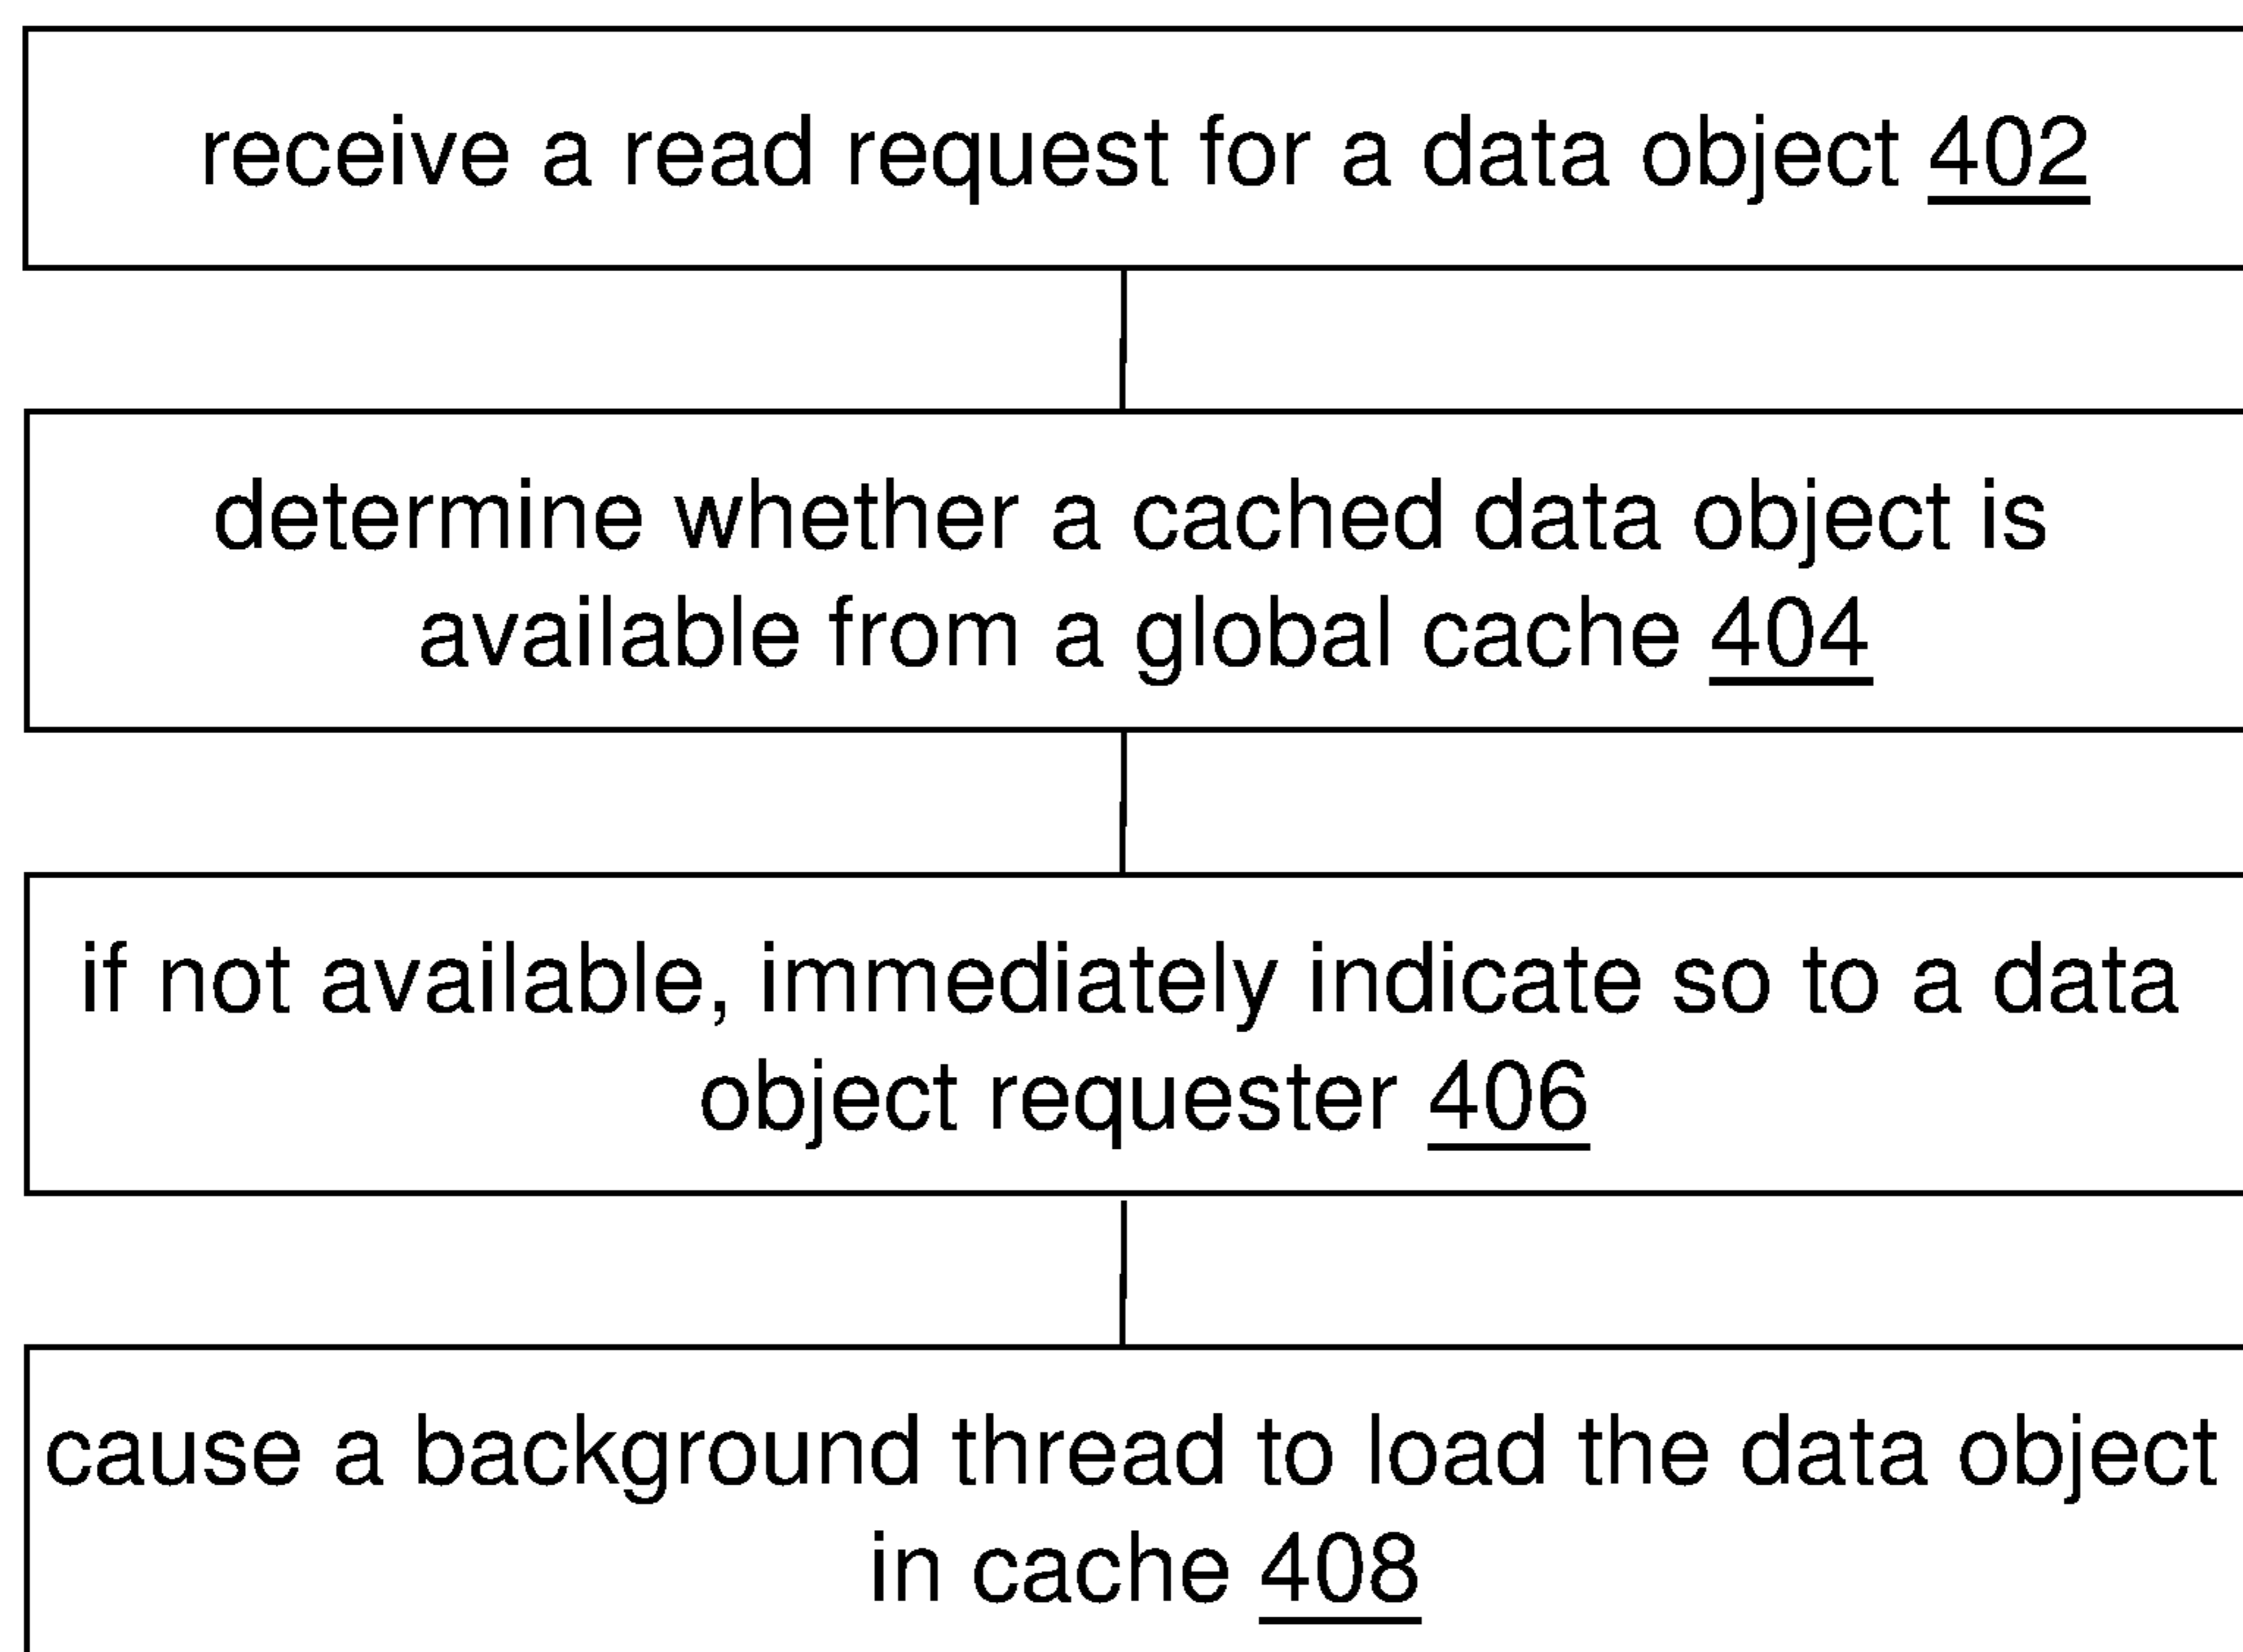 receive a read request for a data object 402
determine whether a cached data object is
available from a global cache 404
if not available, immediately indicate so to a data
object requester 406
cause a background thread to load the data object
in cache 408